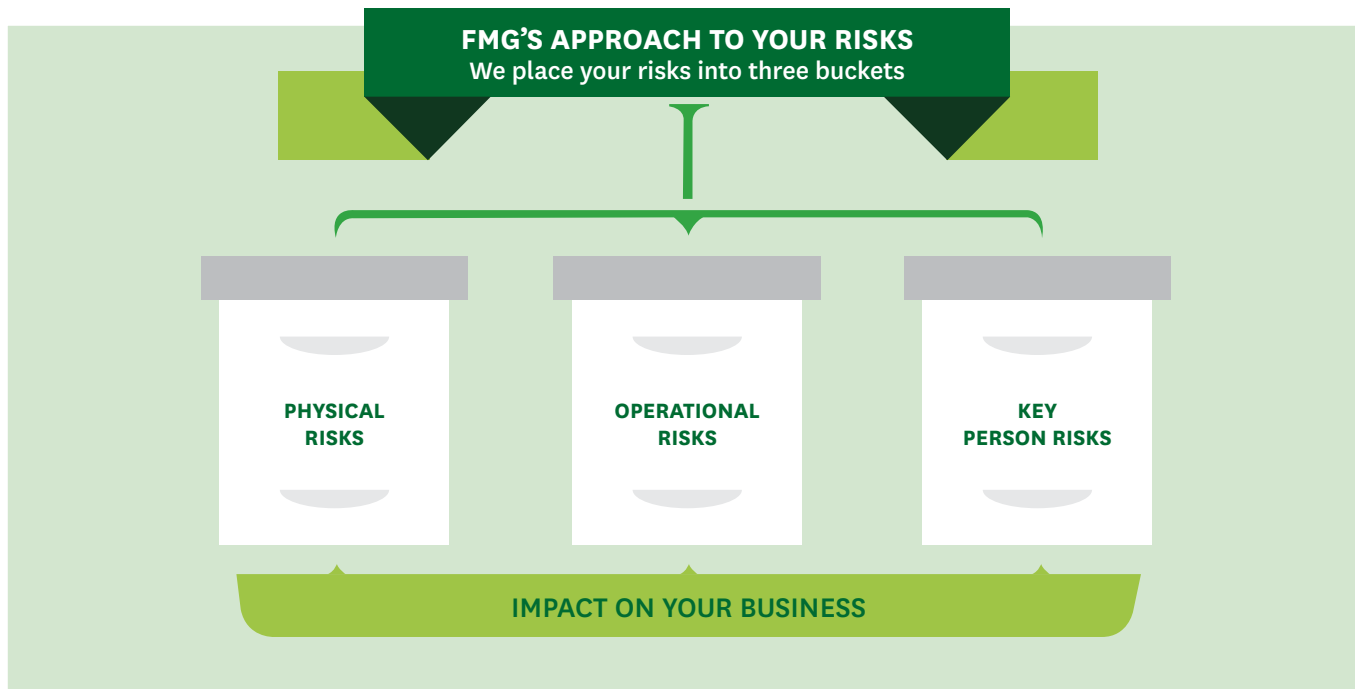 FMG’S APPROACH TO YOUR RISKS
We place your risks into three buckets
PHYSICAL
RISKS
OPERATIONAL
RISKS
KEY
PERSON RISKS
IMPACT ON YOUR BUSINESS